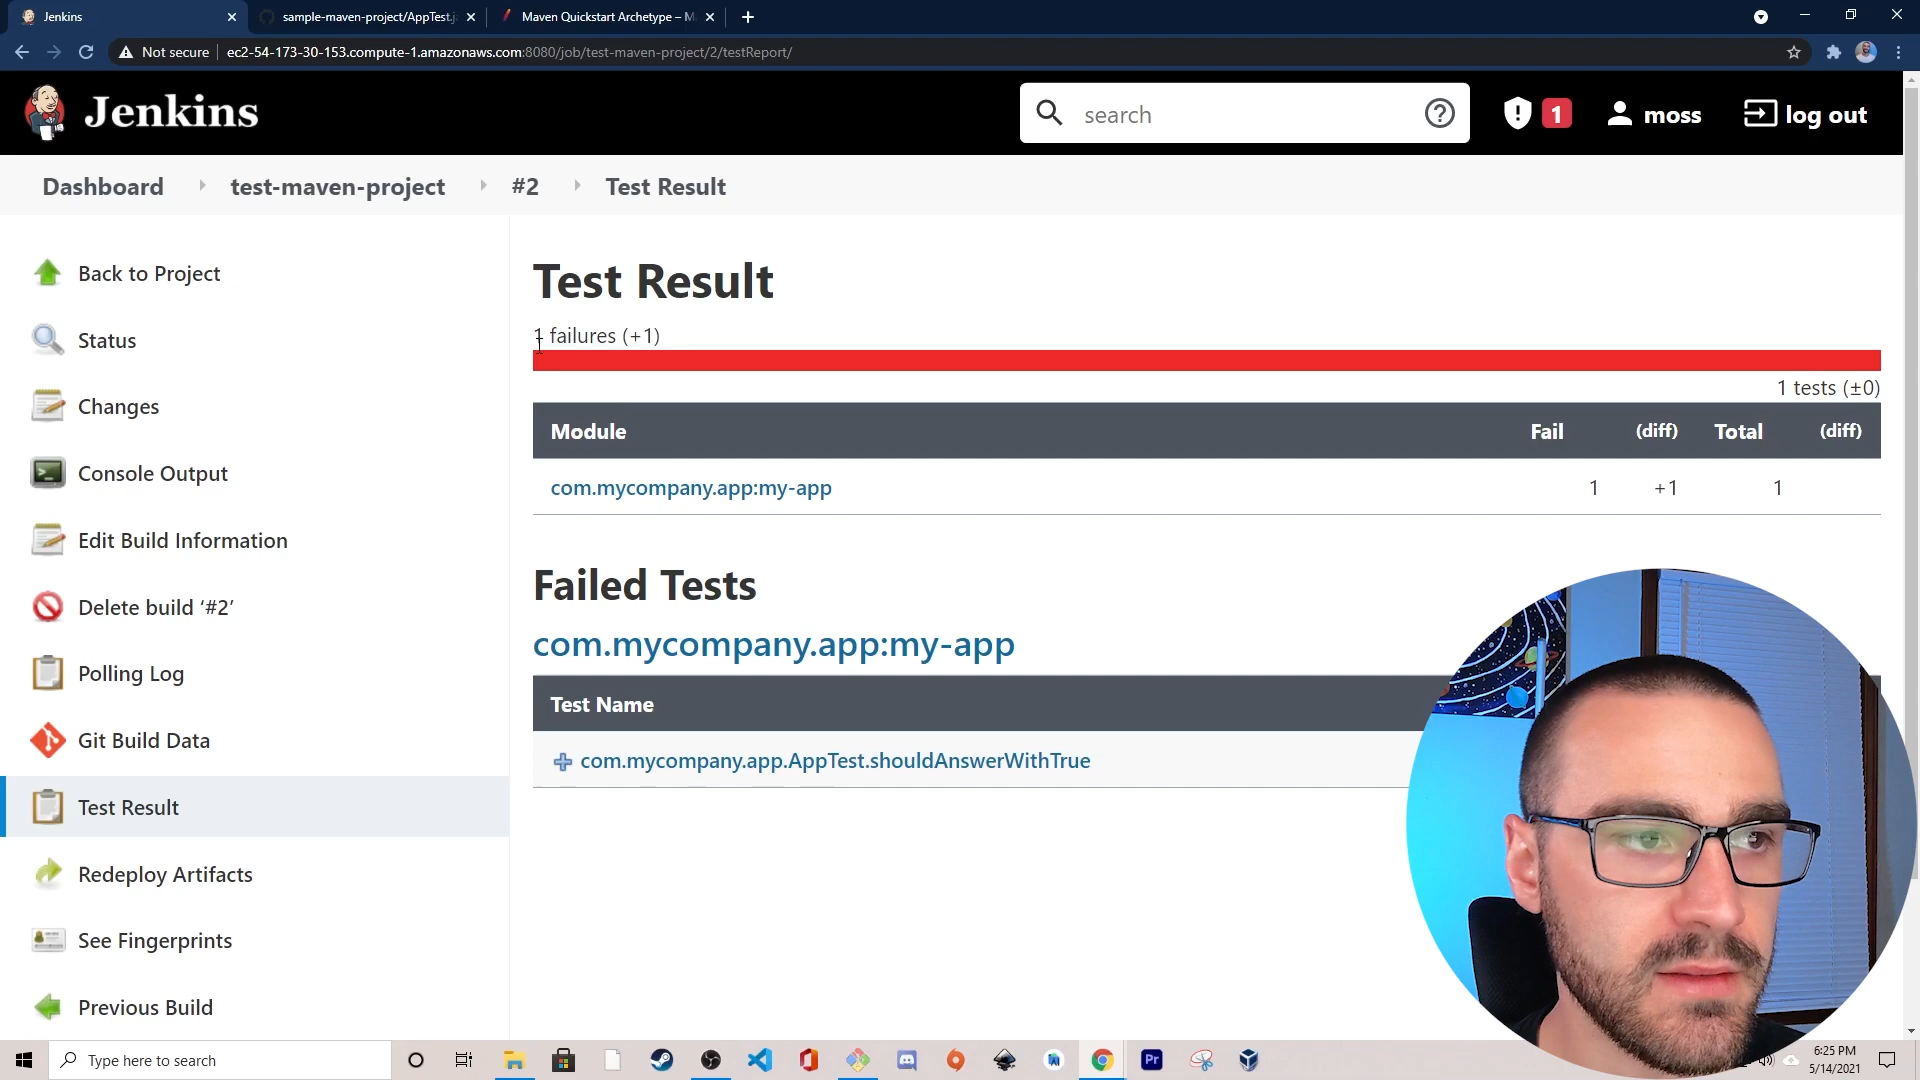 Jenkins
sample-maven-project/AppTest.j
Maven Quickstart Archetype – M
Not secure
ec2-54-173-30-153.compute-1.amazonaws.com:8080/job/test-maven-project/2/testReport/
Jenkins
search
1
moss
log out
Dashboard
test-maven-project
#2
Test Result
Back to Project
Status
Changes
Console Output
Edit Build Information
Delete build ‘#2’
Polling Log
Git Build Data
Test Result
Redeploy Artifacts
See Fingerprints
Previous Build
Test Result
1 failures (+1)
1 tests (±0)
Module Fail (diff) Total (diff)
com.mycompany.app:my-app 1 +1 1
Failed Tests
com.mycompany.app:my-app
Test Name
com.mycompany.app.AppTest.shouldAnswerWithTrue
Type here to search
Pr
6:25 PM
5/14/2021